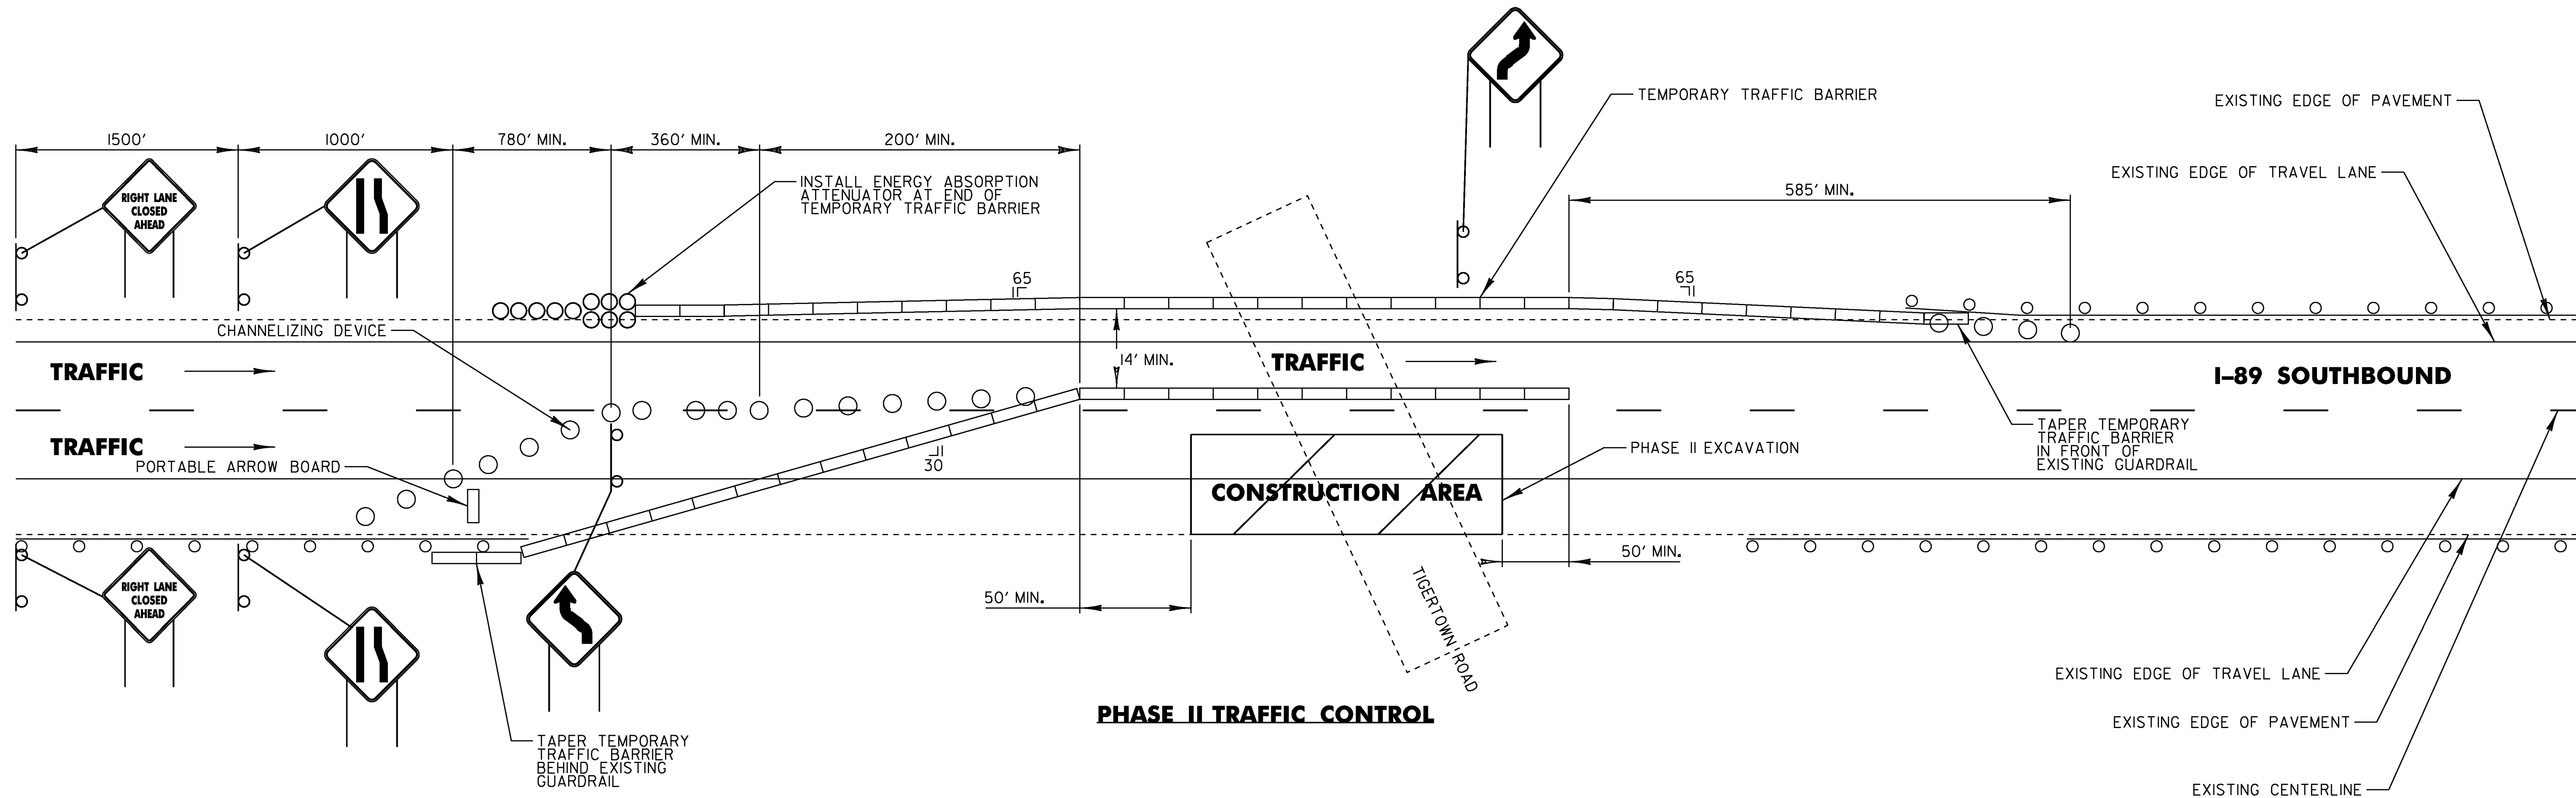 TEMPORARY TRAFFIC BARRIER
EXISTING EDGE OF PAVEMENT
1500'
1000'
780' MIN.
360' MIN.
200' MIN.
EXISTING EDGE OF TRAVEL LANE
INSTALL ENERGY ABSORPTION
ATTENUATOR AT END OF
TEMPORARY TRAFFIC BARRIER
585' MIN.
RIGHT LANE
CLOSED
AHEAD
65
65
CHANNELIZING DEVICE
14' MIN.
TRAFFIC
TRAFFIC
I-89 SOUTHBOUND
TRAFFIC
PORTABLE ARROW BOARD
30
PHASE II EXCAVATION
TAPER TEMPORARY
TRAFFIC BARRIER
IN FRONT OF
EXISTING GUARDRAIL
CONSTRUCTION AREA
50' MIN.
RIGHT LANE
CLOSED
AHEAD
50' MIN.
TIGERTOWN ROAD
EXISTING EDGE OF TRAVEL LANE
PHASE II TRAFFIC CONTROL
EXISTING EDGE OF PAVEMENT
TAPER TEMPORARY
TRAFFIC BARRIER
BEHIND EXISTING
GUARDRAIL
EXISTING CENTERLINE